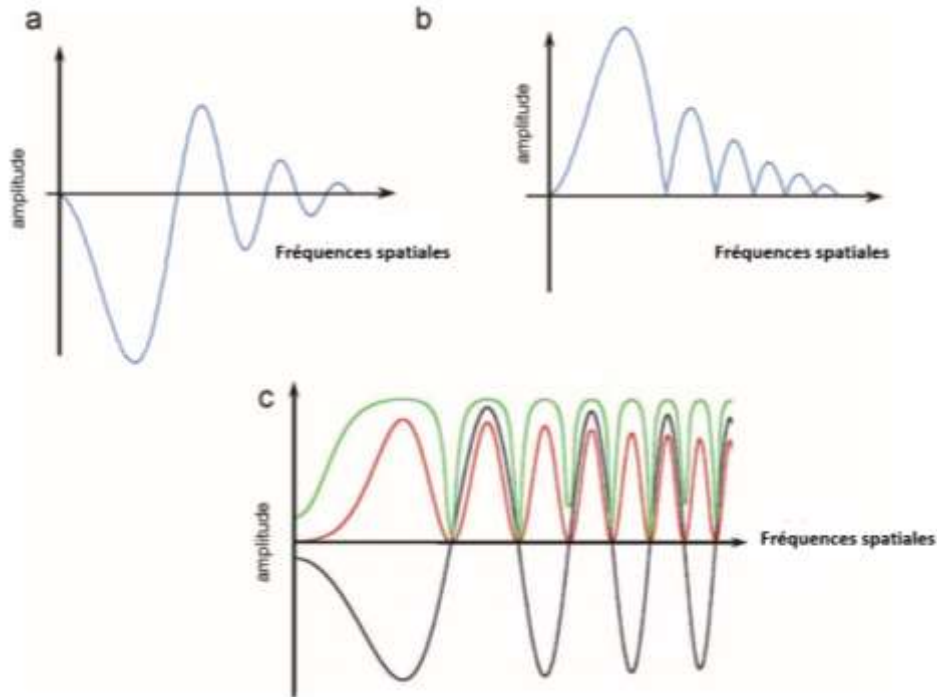 a
amplitude
Fréquences spatiales
b
amplitude
Fréquences spatiales
c
amplitude
Fréquences spatiales